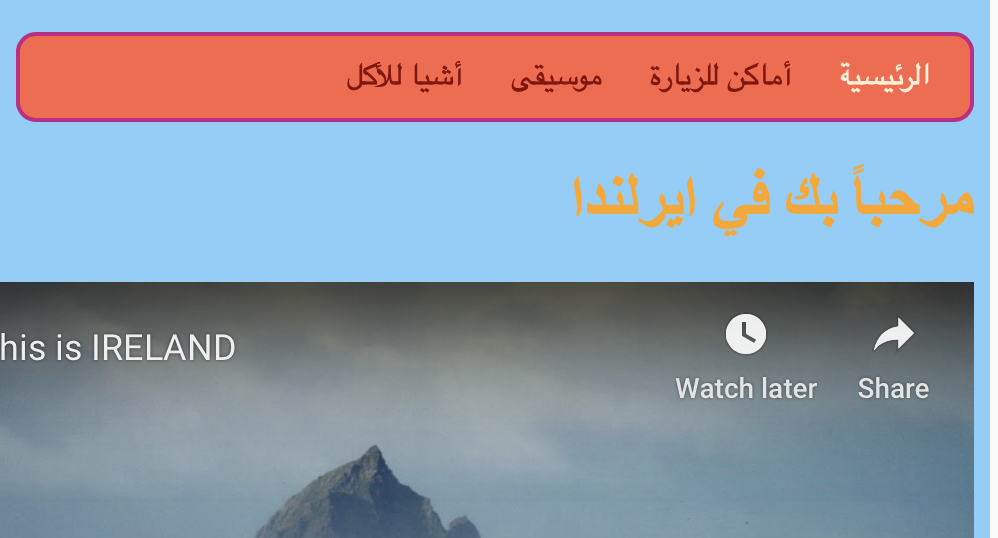 الرئيسية أماكن للزيارة موسيقى أشيا للأكل
مرحباً بك في ايرلندا
his is IRELAND
Watch later Share